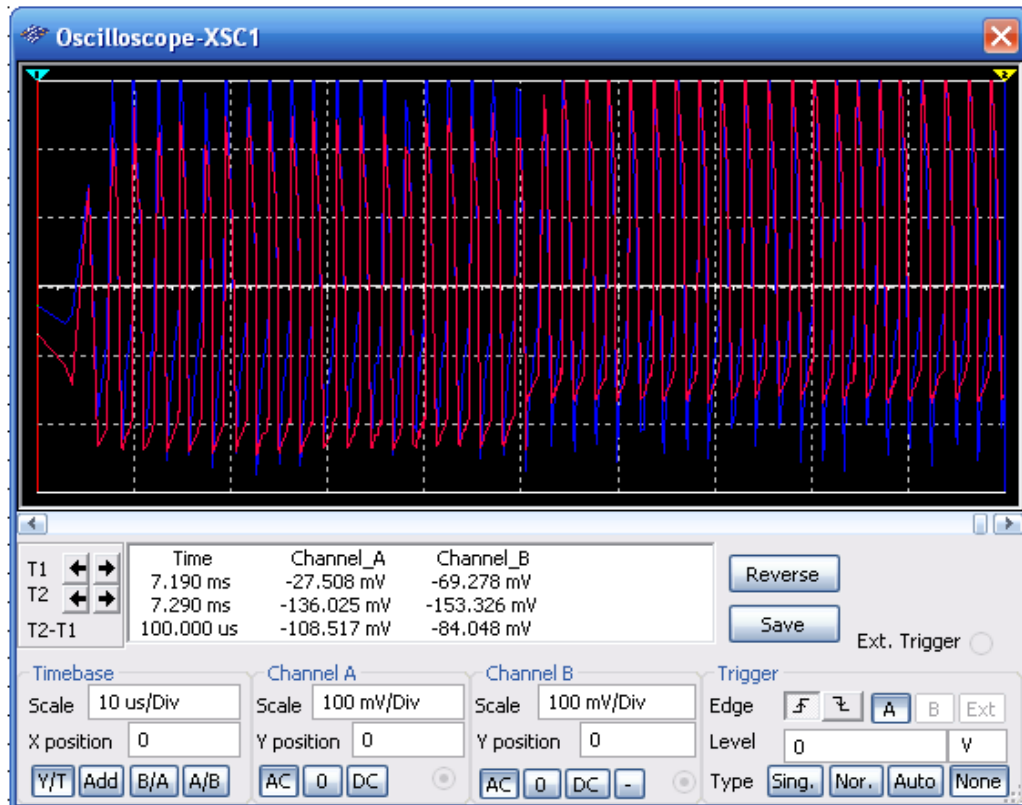 Oscilloscope-XSC1
1 2
Time Channel_A Channel_B
T1 7.190 ms -27.508 mV -69.278 mV
T2 7.290 ms -136.025 mV -153.326 mV
T2-T1 100.000 us -108.517 mV -84.048 mV
Reverse
Save
Ext. Trigger
Timebase Channel A Channel B Trigger
Scale 10 us/Div Scale 100 mV/Div Scale 100 mV/Div Edge A B Ext
X position 0 Y position 0 Y position 0 Level 0 V
Y/T Add B/A A/B AC 0 DC AC 0 DC - Type Sing. Nor. Auto None